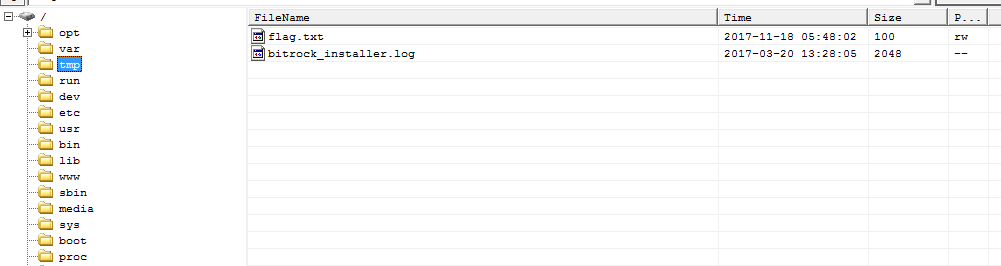 /
opt
var
tmp
run
dev
etc
usr
bin
lib
www
sbin
media
sys
boot
proc
FileName Time Size P...
flag.txt 2017-11-18 05:48:02 100 rw
bitrock_installer.log 2017-03-20 13:28:05 2048 --